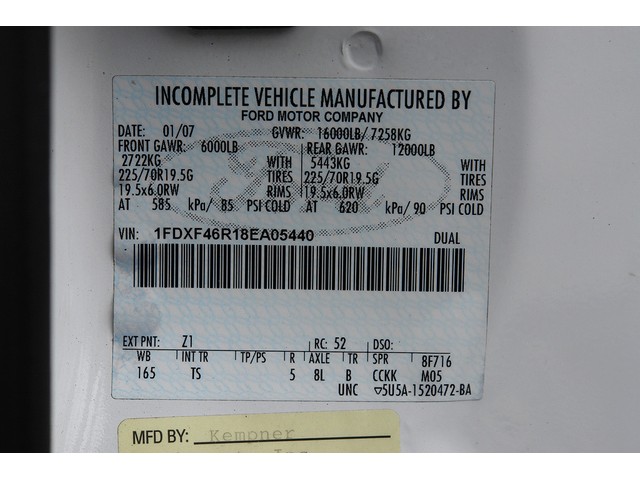 INCOMPLETE VEHICLE MANUFACTURED BY
FORD MOTOR COMPANY
DATE: 01/07 GVWR: 16000LB/7258KG
FRONT GAWR: 6000LB REAR GAWR: 12000LB
2722KG WITH 5443KG WITH
225/70R19.5G TIRES 225/70R19.5G TIRES
19.5x6.0RW RIMS 19.5x6.0RW RIMS
AT 585 kPa/ 85 PSI COLD AT 620 kPa/ 90 PSI COLD
VIN: 1FDXF46R18EA05440 DUAL
EXT PNT: Z1 RC: 52 DSO:
WB INT TR TP/PS R AXLE TR SPR 8F716
165 TS 5 8L B CCKK M05
UNC ▽5U5A-1520472-BA
MFD BY: Kempner